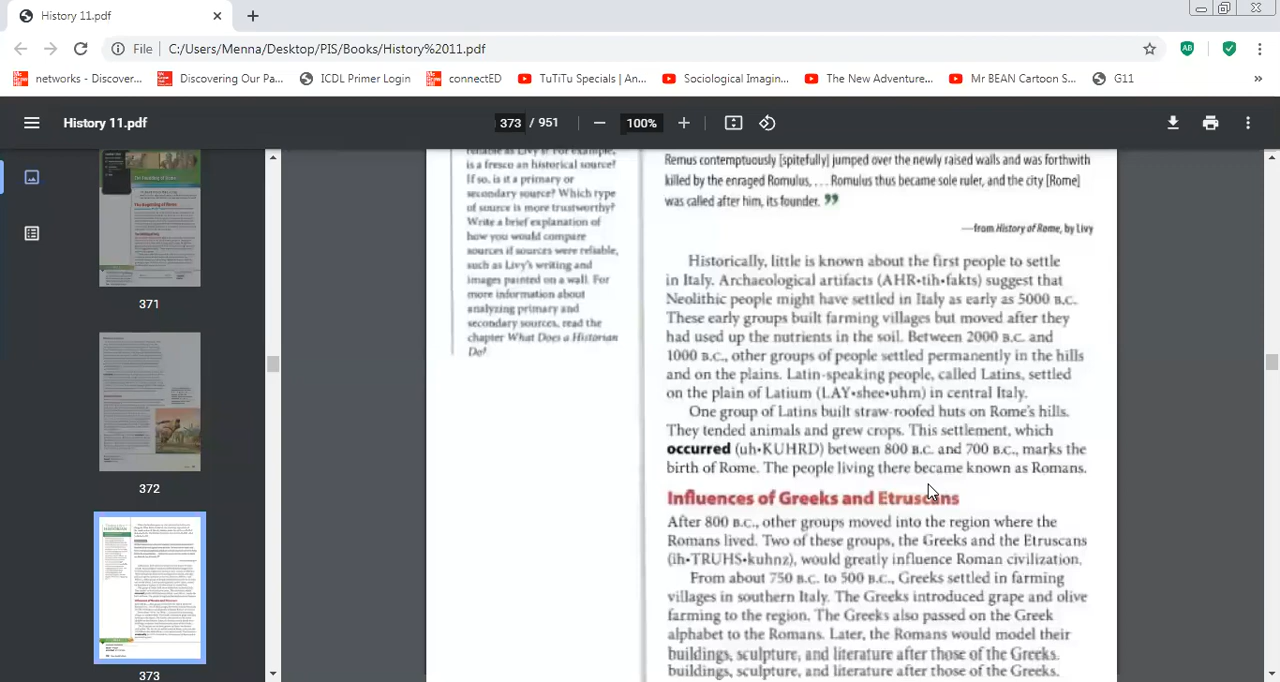 History 11.pdf
File
C:/Users/Menna/Desktop/PIS/Books/History%2011.pdf
networks - Discover...
Discovering Our Pa...
ICDL Primer Login
ConnectED
TuTiTu Specials | An...
Sociological Imagin...
The New Adventure...
Mr BEAN Cartoon S...
G11
»
History 11.pdf
373 / 951
100%
371
372
373
is a fresco an historical source?
If so, is it a primary or
secondary source? Which type
of source is more trustworthy?
Write a brief explanation of
how you would compare
sources if sources were reliable,
such as Livy's writing and
images painted on a wall. For
more information about
analyzing primary and
secondary sources, read the
chapter What Does a Historian
Do?
Remus contemptuously [spitefully] jumped over the newly raised walls and was forthwith
killed by the enraged Romulus, . . . Romulus thus became sole ruler, and the city [Rome]
was called after him, its founder. ”
—from History of Rome, by Livy
Historically, little is known about the first people to settle
in Italy. Archaeological artifacts (AHR•tih•fakts) suggest that
Neolithic people might have settled in Italy as early as 5000 B.C.
These early groups built farming villages but moved after they
had used up the nutrients in the soil. Between 2000 B.C. and
1000 B.C., other groups of people settled permanently in the hills
and on the plains. Latin-speaking people, called Latins, settled
on the plain of Latium (LAY•shee•uhm) in central Italy.
One group of Latins built straw-roofed huts on Rome's hills.
They tended animals and grew crops. This settlement, which
occurred (uh•KUHRD) between 800 B.C. and 700 B.C., marks the
birth of Rome. The people living there became known as Romans.
Influences of Greeks and Etruscans
After 800 B.C., other groups moved into the region where the
Romans lived. Two of these groups, the Greeks and the Etruscans
(ih•TRUHS•kuhnz), would greatly influence Roman civilization.
From about 750 B.C. to 500 B.C., Greeks settled in farming
villages in southern Italy. The Greeks introduced grape and olive
farming to the region. The Greeks also passed on the Greek
alphabet to the Romans. Later, the Romans would model their
buildings, sculpture, and literature after those of the Greeks.
buildings, sculpture, and literature after those of the Greeks.